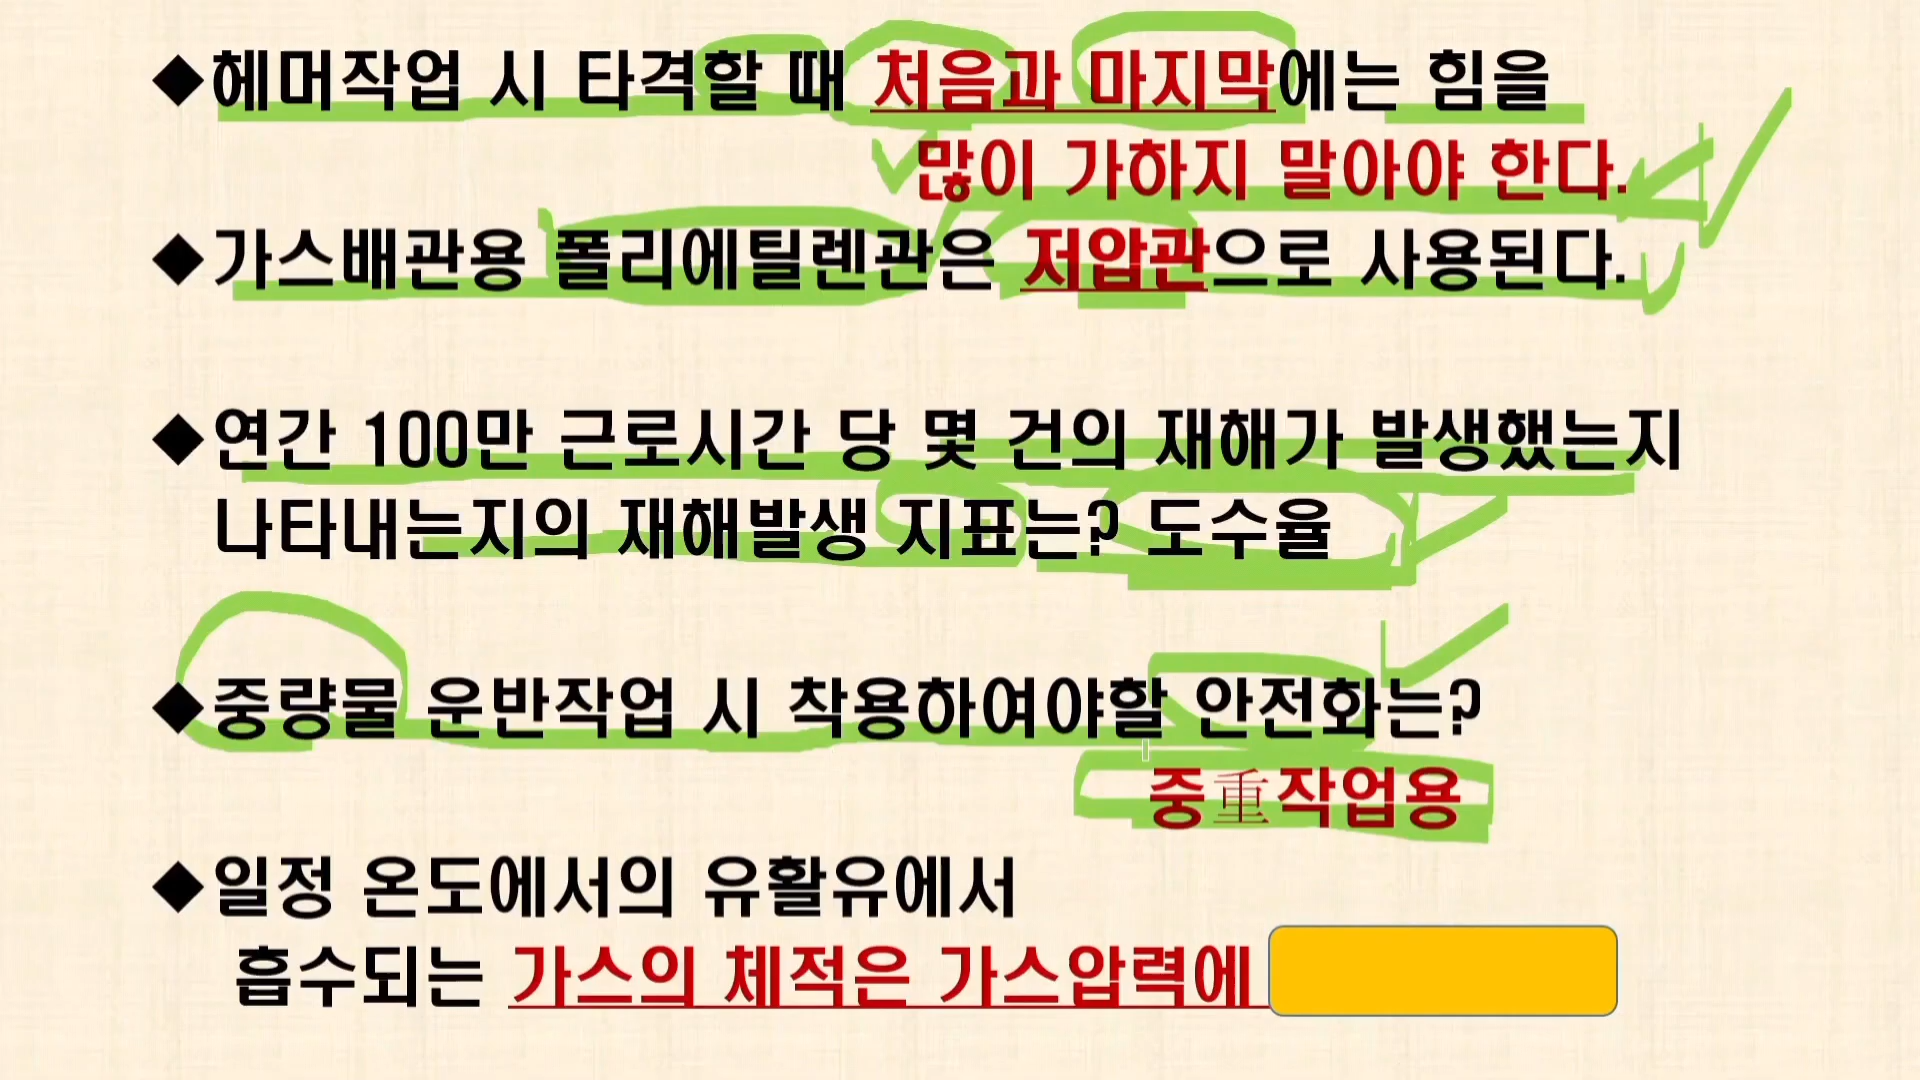 ◆헤머작업 시 타격할 때 처음과 마지막에는 힘을
많이 가하지 말아야 한다.
◆가스배관용 폴리에틸렌관은 저압관으로 사용된다.
◆연간 100만 근로시간 당 몇 건의 재해가 발생했는지
나타내는지의 재해발생 지표는? 도수율
◆중량물 운반작업 시 착용하여야할 안전화는?
중重작업용
◆일정 온도에서의 유활유에서
흡수되는 가스의 체적은 가스압력에